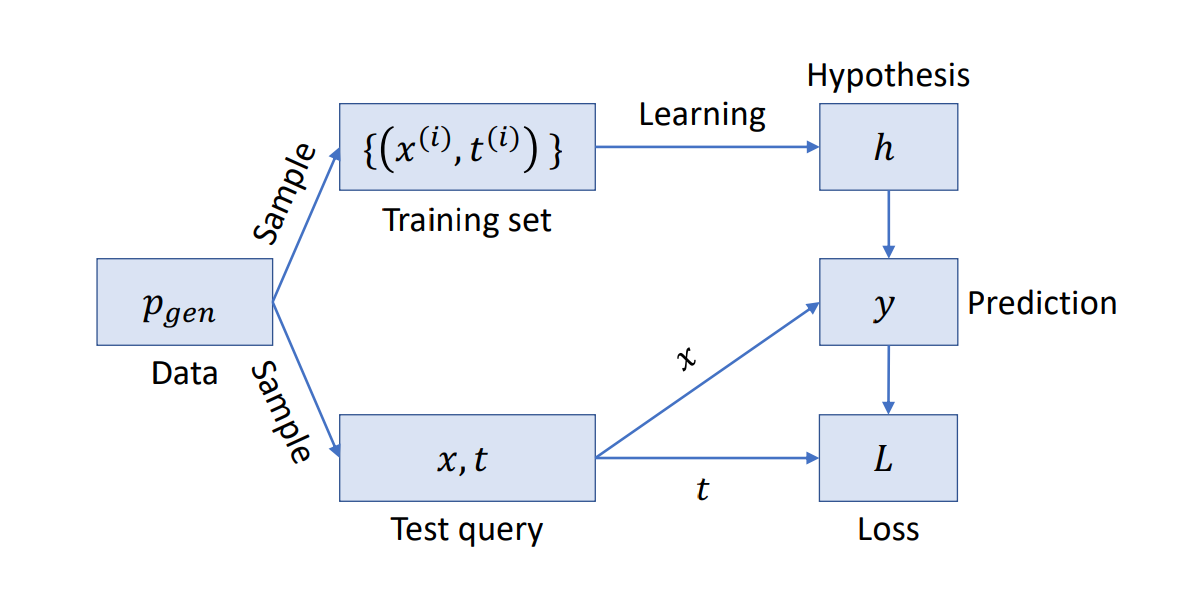 Hypothesis
Learning
{(x^{(i)}, t^{(i)})}
h
Sample
Training set
p_{gen}
y
Prediction
Data
x
Sample
x, t
L
t
Test query
Loss